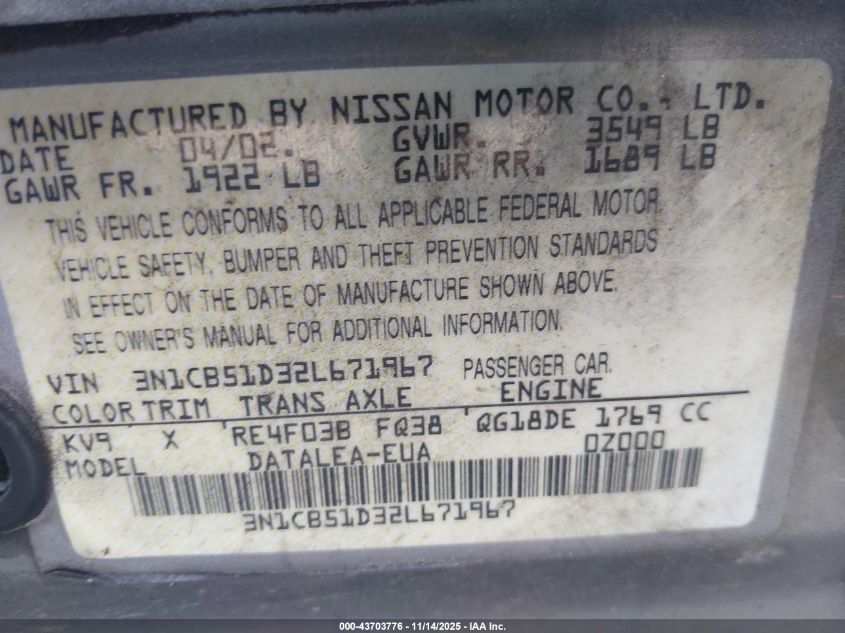 MANUFACTURED BY NISSAN MOTOR CO., LTD.
DATE 04/02. GVWR. 3549 LB
GAWR FR. 1922 LB GAWR RR. 1689 LB
THIS VEHICLE CONFORMS TO ALL APPLICABLE FEDERAL MOTOR
VEHICLE SAFETY, BUMPER AND THEFT PREVENTION STANDARDS
IN EFFECT ON THE DATE OF MANUFACTURE SHOWN ABOVE.
SEE OWNER'S MANUAL FOR ADDITIONAL INFORMATION.
VIN 3N1CB51D32L671967 PASSENGER CAR.
COLOR TRIM TRANS AXLE ENGINE
KV9 X RE4F03B FQ38 QG18DE 1769 CC
MODEL DATALEA-EUA 0Z000
3N1CB51D32L671967
000-43703776 - 11/14/2025 - IAA Inc.